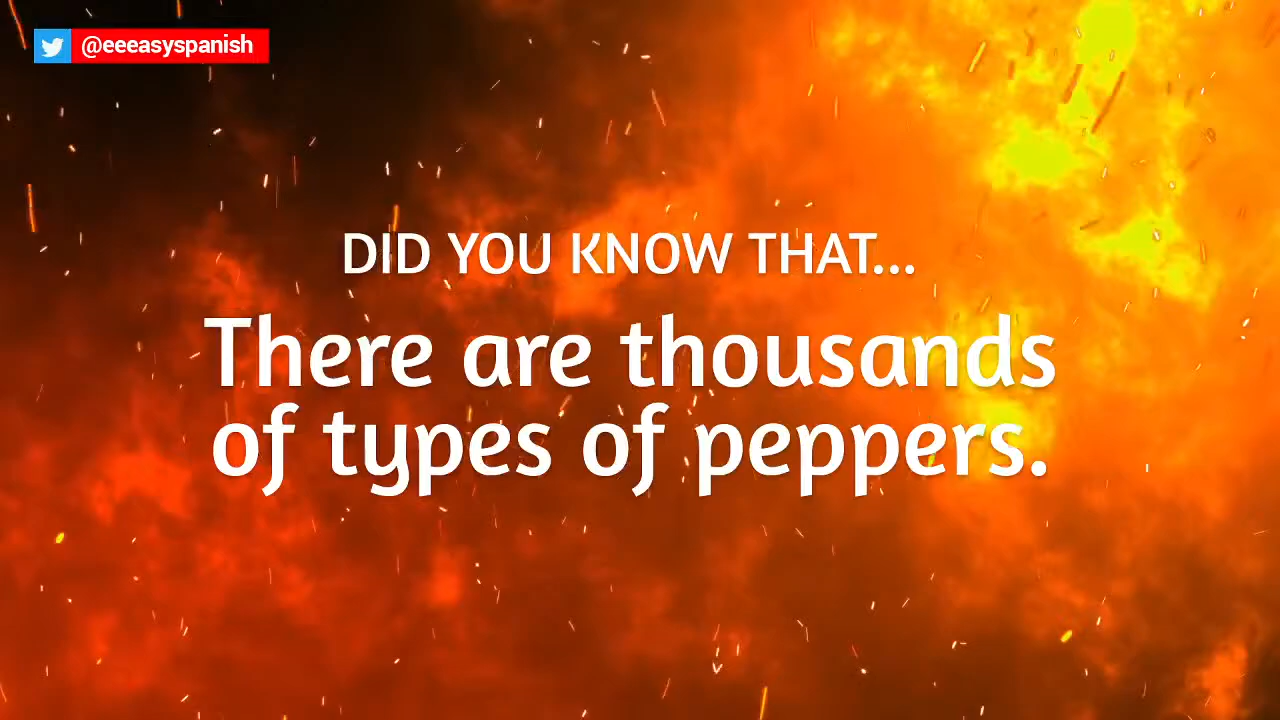 @eeeasyspanish
DID YOU KNOW THAT...
There are thousands
of types of peppers.